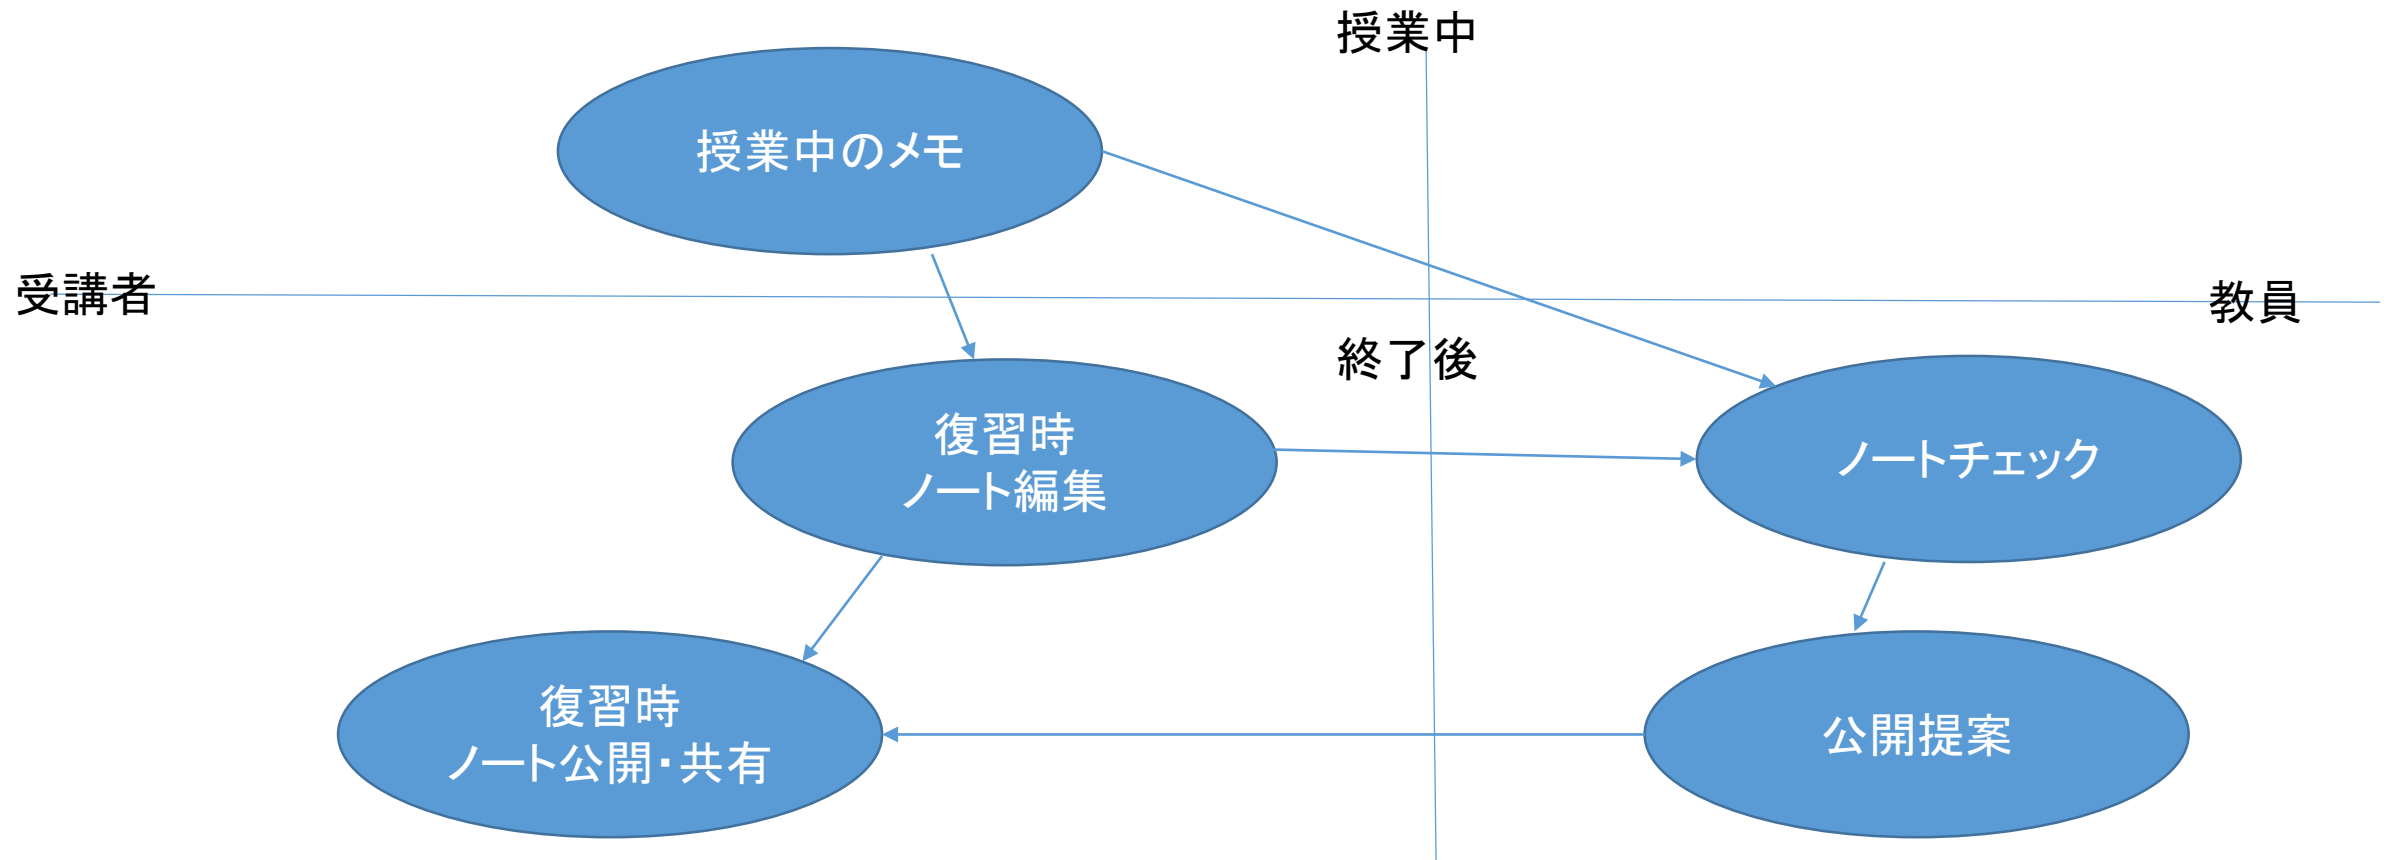 授業中
授業中のメモ
受講者
教員
終了後
復習時
ノート編集
ノートチェック
復習時
ノート公開・共有
公開提案